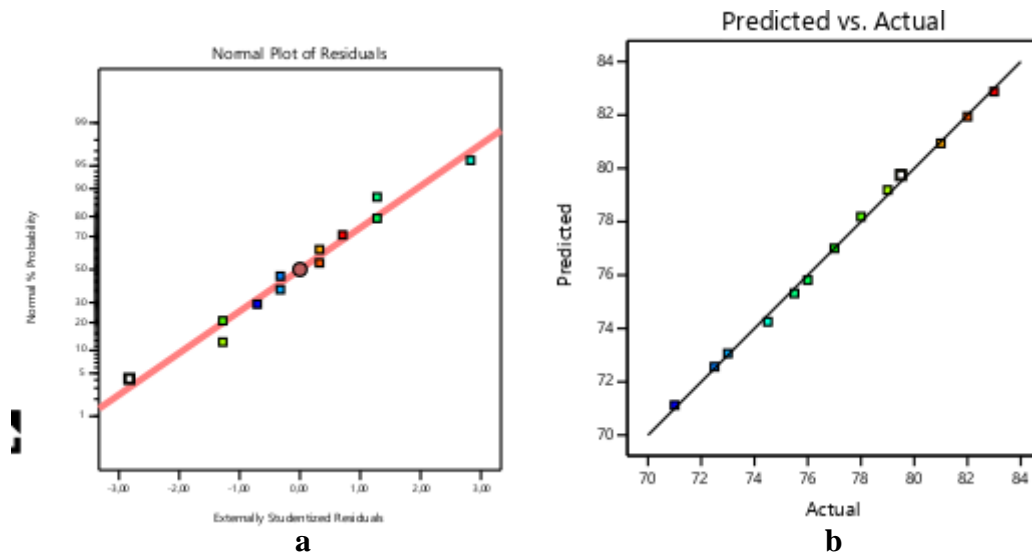 Normal Plot of Residuals
Normal % Probability
99
95
90
80
70
50
30
20
10
5
1
-3,00 -2,00 -1,00 0,00 1,00 2,00 3,00
Externally Studentized Residuals
a
Predicted vs. Actual
Predicted
84
82
80
78
76
74
72
70
70 72 74 76 78 80 82 84
Actual
b